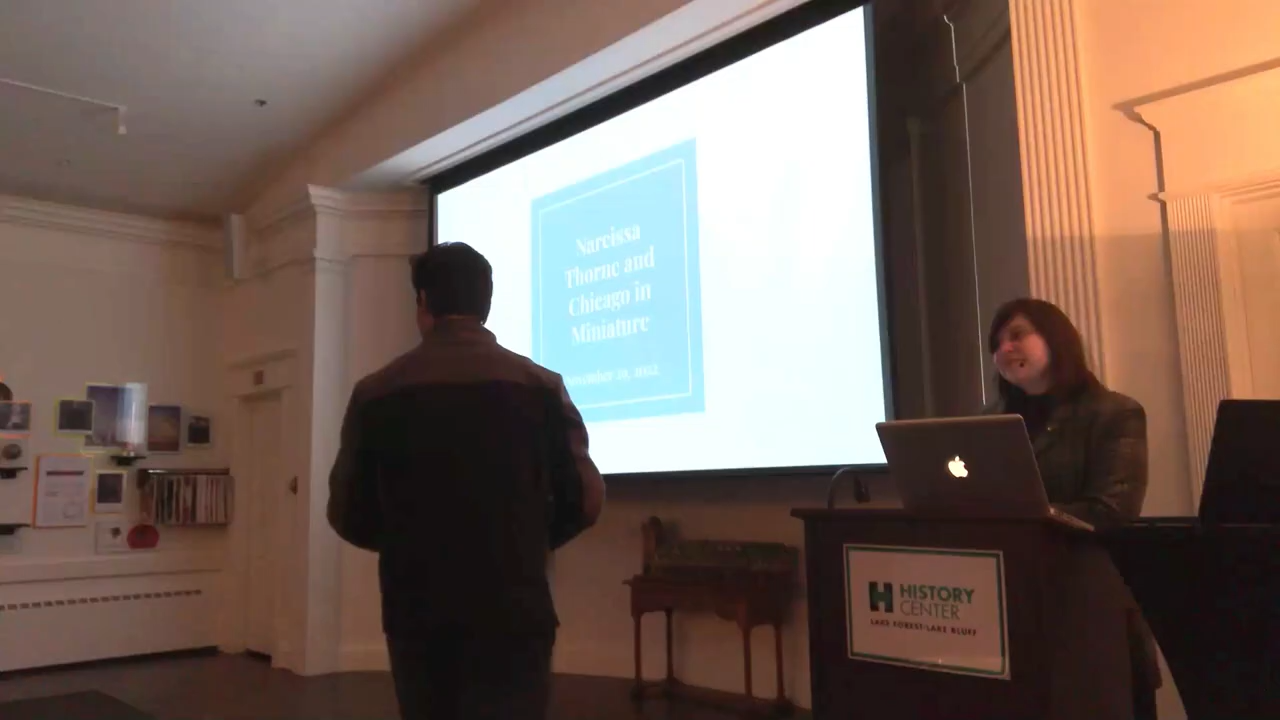 Narcissa
Thorne and
Chicago in
Miniature
HISTORY
CENTER
LAKE FOREST-LAKE BLUFF